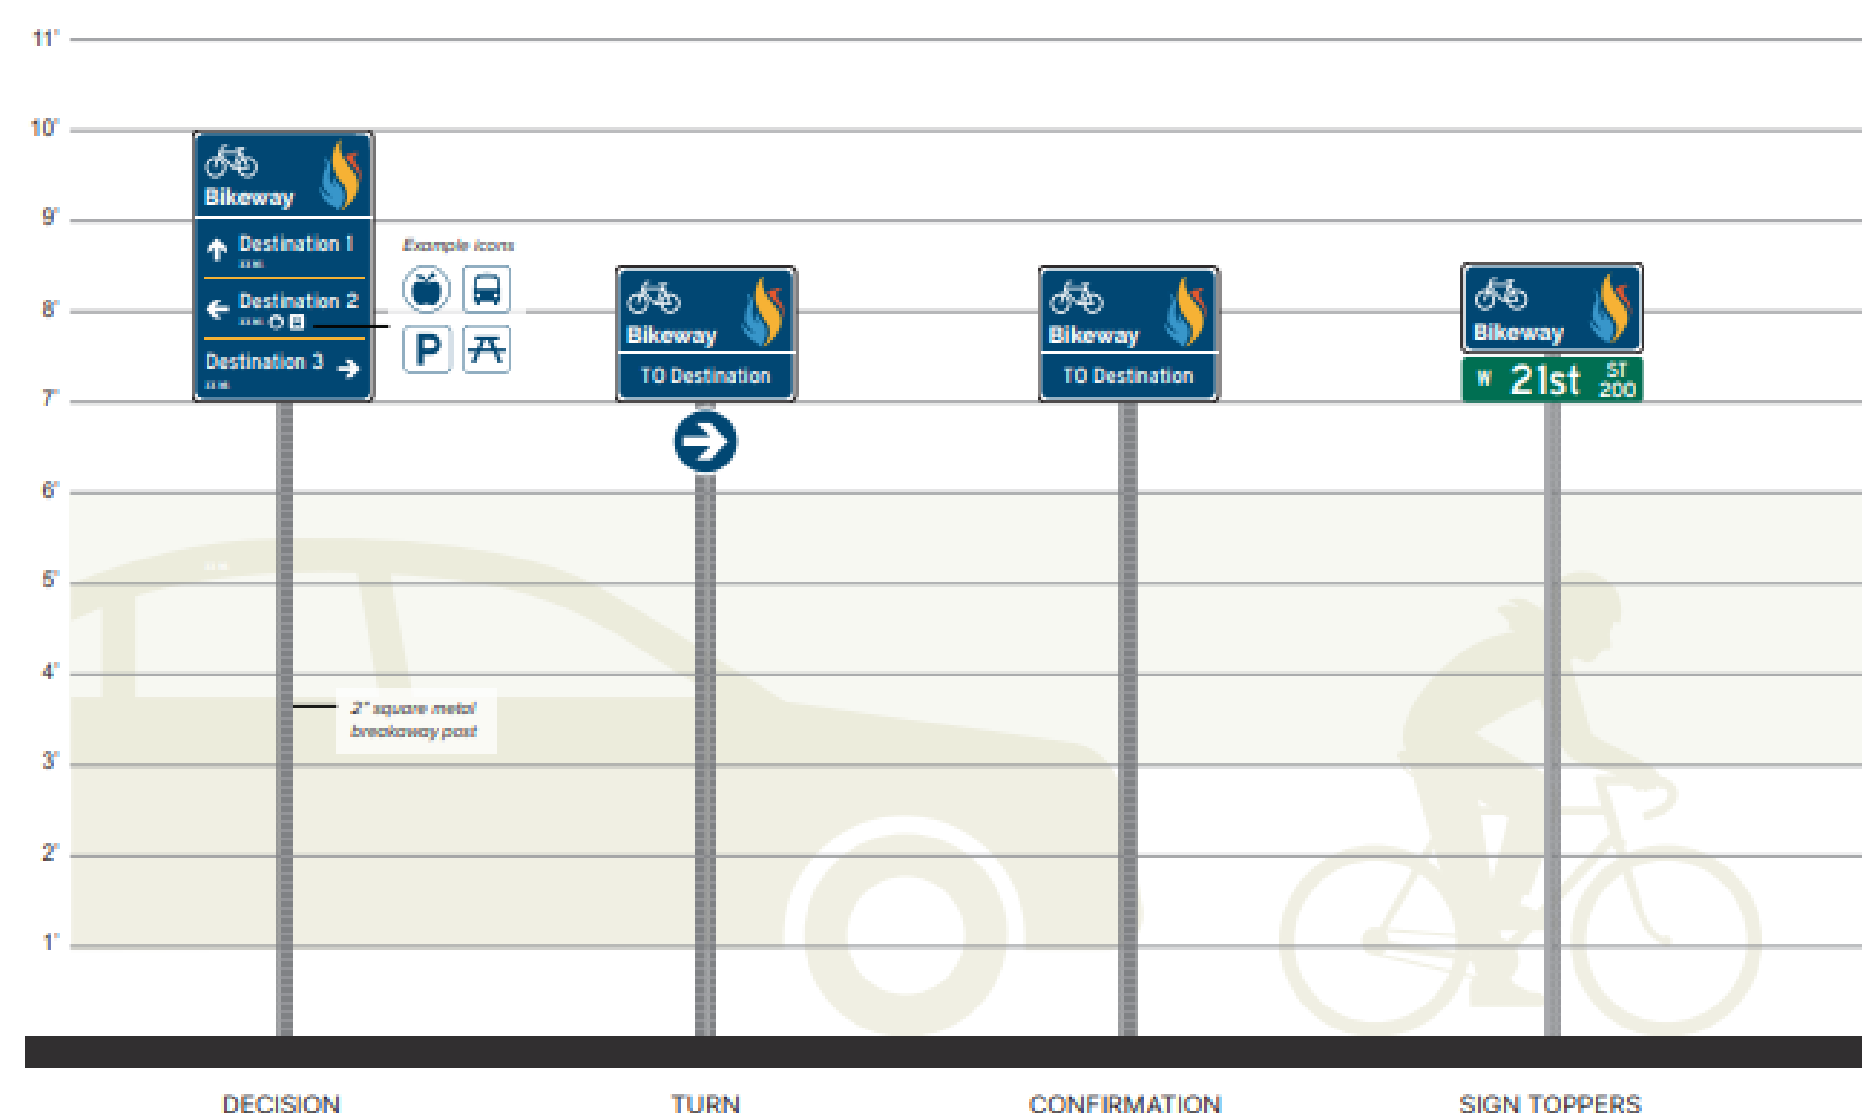 11"
10"
9"
8"
7"
6"
5"
4"
3"
2"
1"
Bikeway
Destination 1
Destination 2
Destination 3
Example icons
P
2" square metal
breakaway post
Bikeway
TO Destination
Bikeway
TO Destination
Bikeway
W 21st ST
200
DECISION
TURN
CONFIRMATION
SIGN TOPPERS